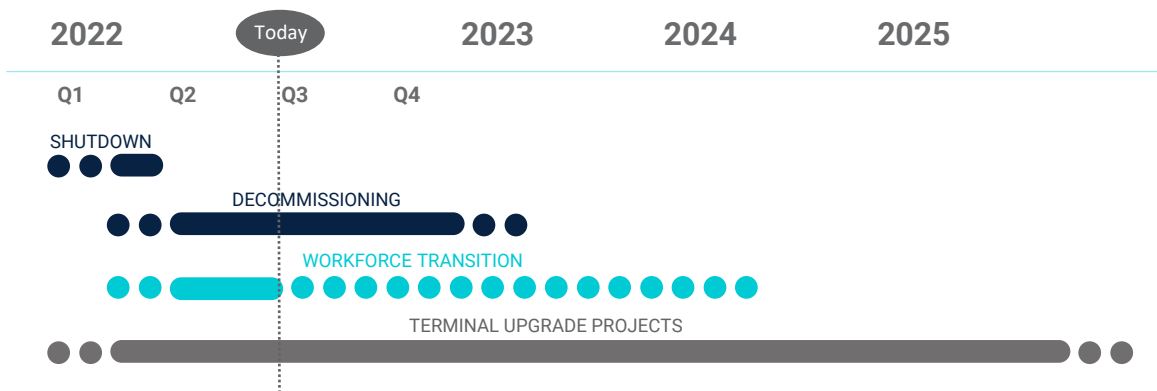 2022 Today 2023 2024 2025
Q1 Q2 Q3 Q4
SHUTDOWN
DECOMMISSIONING
WORKFORCE TRANSITION
TERMINAL UPGRADE PROJECTS